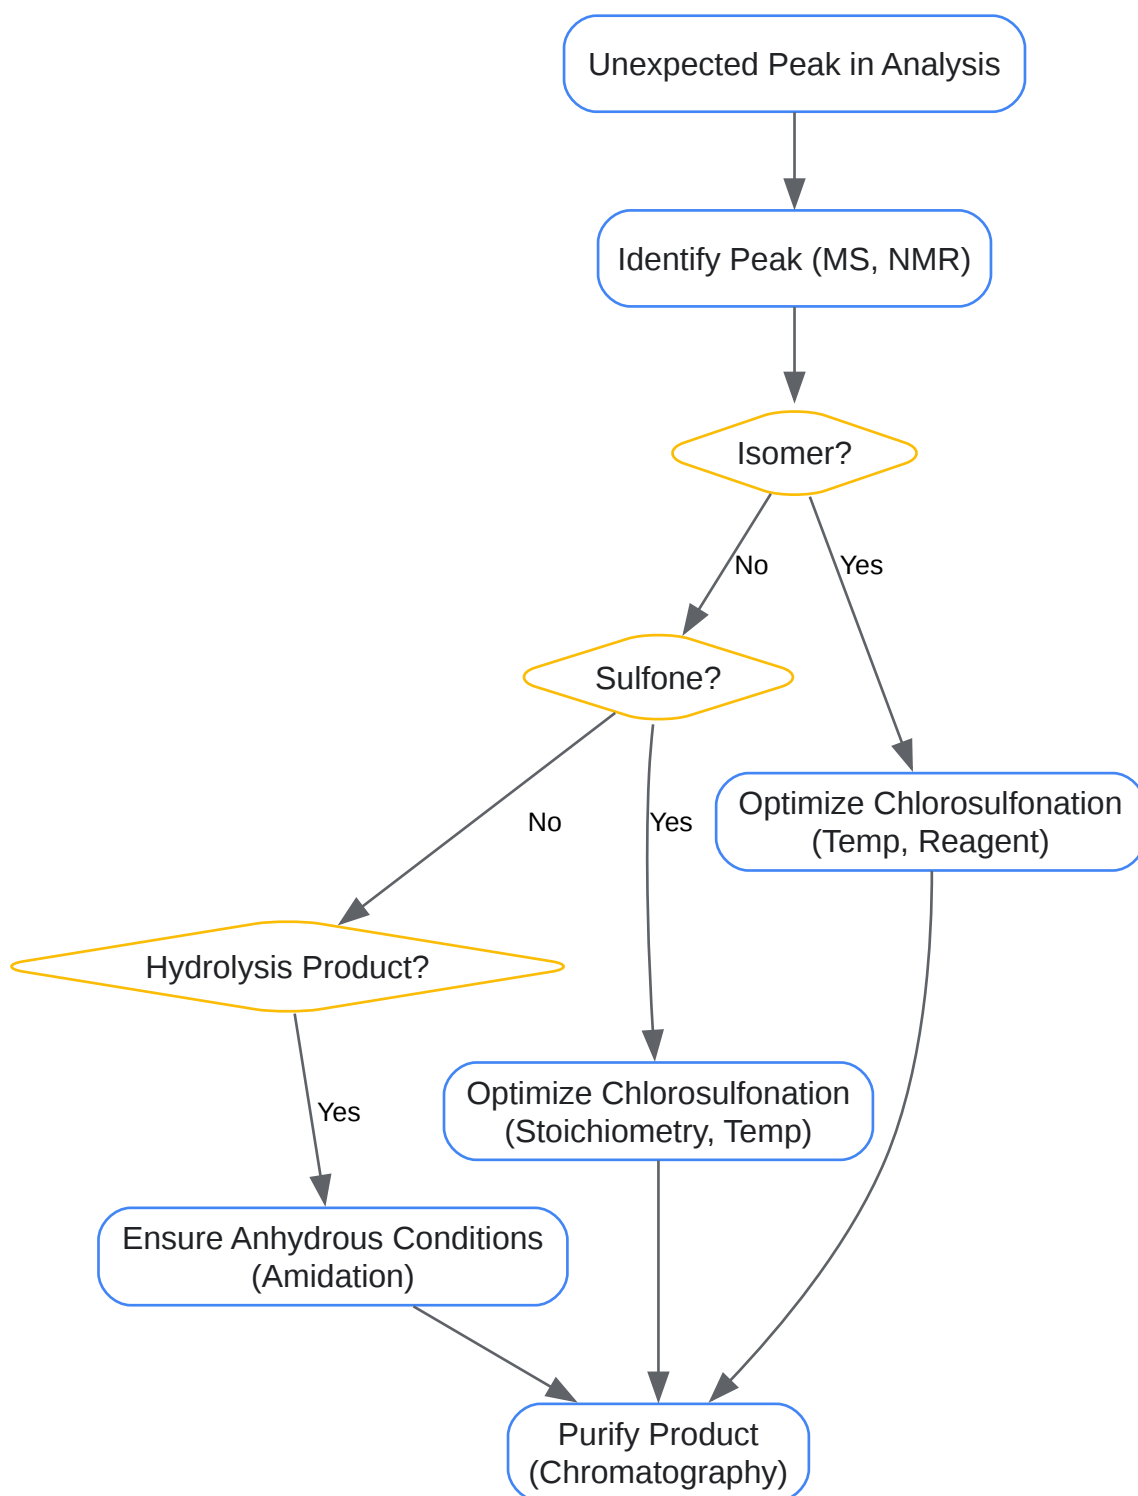 Unexpected Peak in Analysis
Identify Peak (MS, NMR)
Isomer?
No
Yes
Sulfone?
No
Yes
Optimize Chlorosulfonation
(Temp, Reagent)
Hydrolysis Product?
Yes
Optimize Chlorosulfonation
(Stoichiometry, Temp)
Ensure Anhydrous Conditions
(Amidation)
Purify Product
(Chromatography)